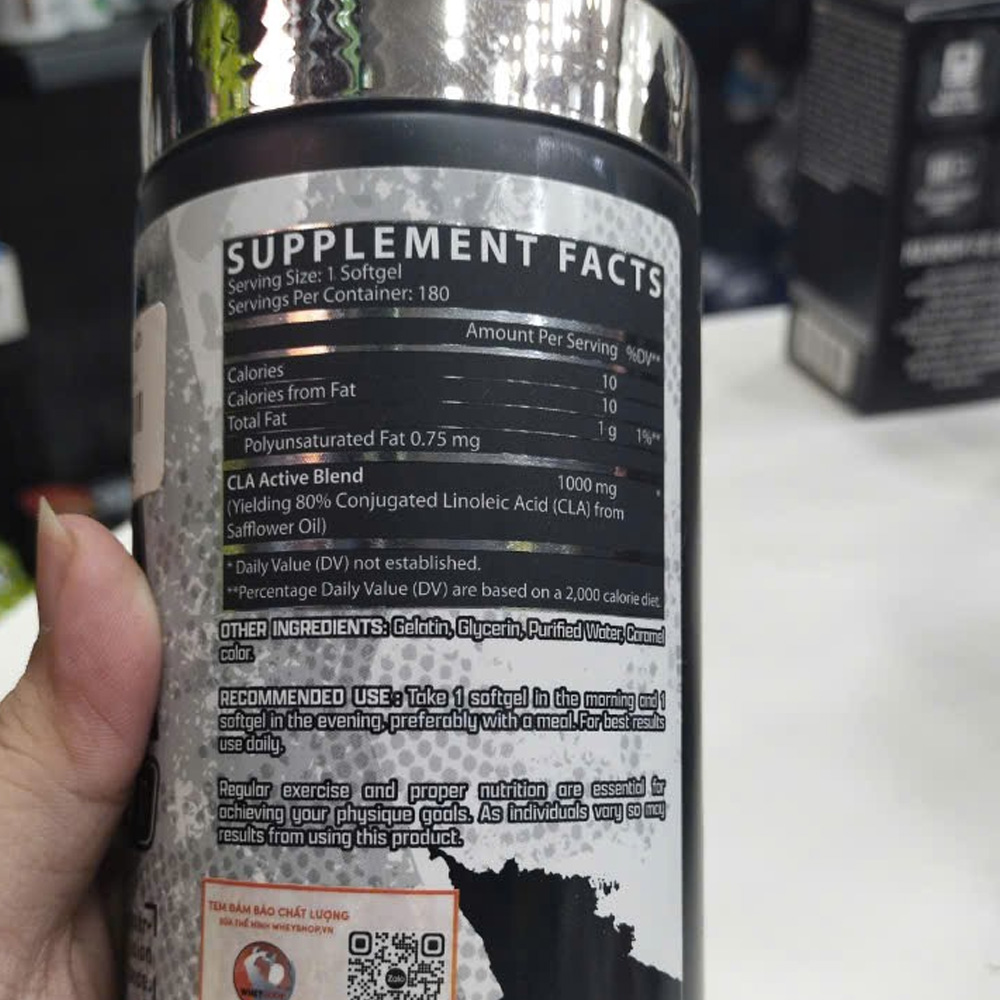 SUPPLEMENT FACTS
Serving Size: 1 Softgel
Servings Per Container: 180
Amount Per Serving %DV**
Calories 10
Calories from Fat 10
Total Fat 1 g 1%**
Polyunsaturated Fat 0.75 mg
CLA Active Blend 1000 mg *
(Yielding 80% Conjugated Linoleic Acid (CLA) from
Safflower Oil)
* Daily Value (DV) not established.
**Percentage Daily Value (DV) are based on a 2,000 calorie diet.
OTHER INGREDIENTS: Gelatin, Glycerin, Purified Water, Caramel
color.
RECOMMENDED USE: Take 1 softgel in the morning and 1
softgel in the evening, preferably with a meal. For best results
use daily.
Regular exercise and proper nutrition are essential for
achieving your physique goals. As individuals vary so may
results from using this product.
TEM ĐẢM BẢO CHẤT LƯỢNG
SỮA THỂ HÌNH WHEYSHOP.VN
Zalo